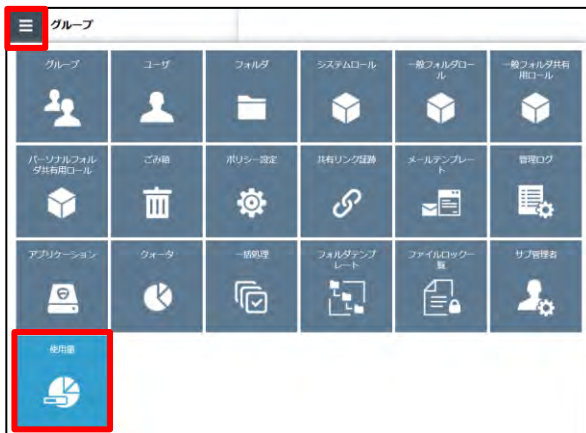 グループ
グループ
ユーザ
フォルダ
システムロール
一般フォルダロー
ル
一般フォルダ共有
用ロール
パーソナルフォル
ダ共有用ロール
ごみ箱
ポリシー設定
共有リンク証跡
メールテンプレー
ト
管理ログ
アプリケーション
クォータ
一括処理
フォルダテンプ
レート
ファイルロック一
覧
サブ管理者
使用量